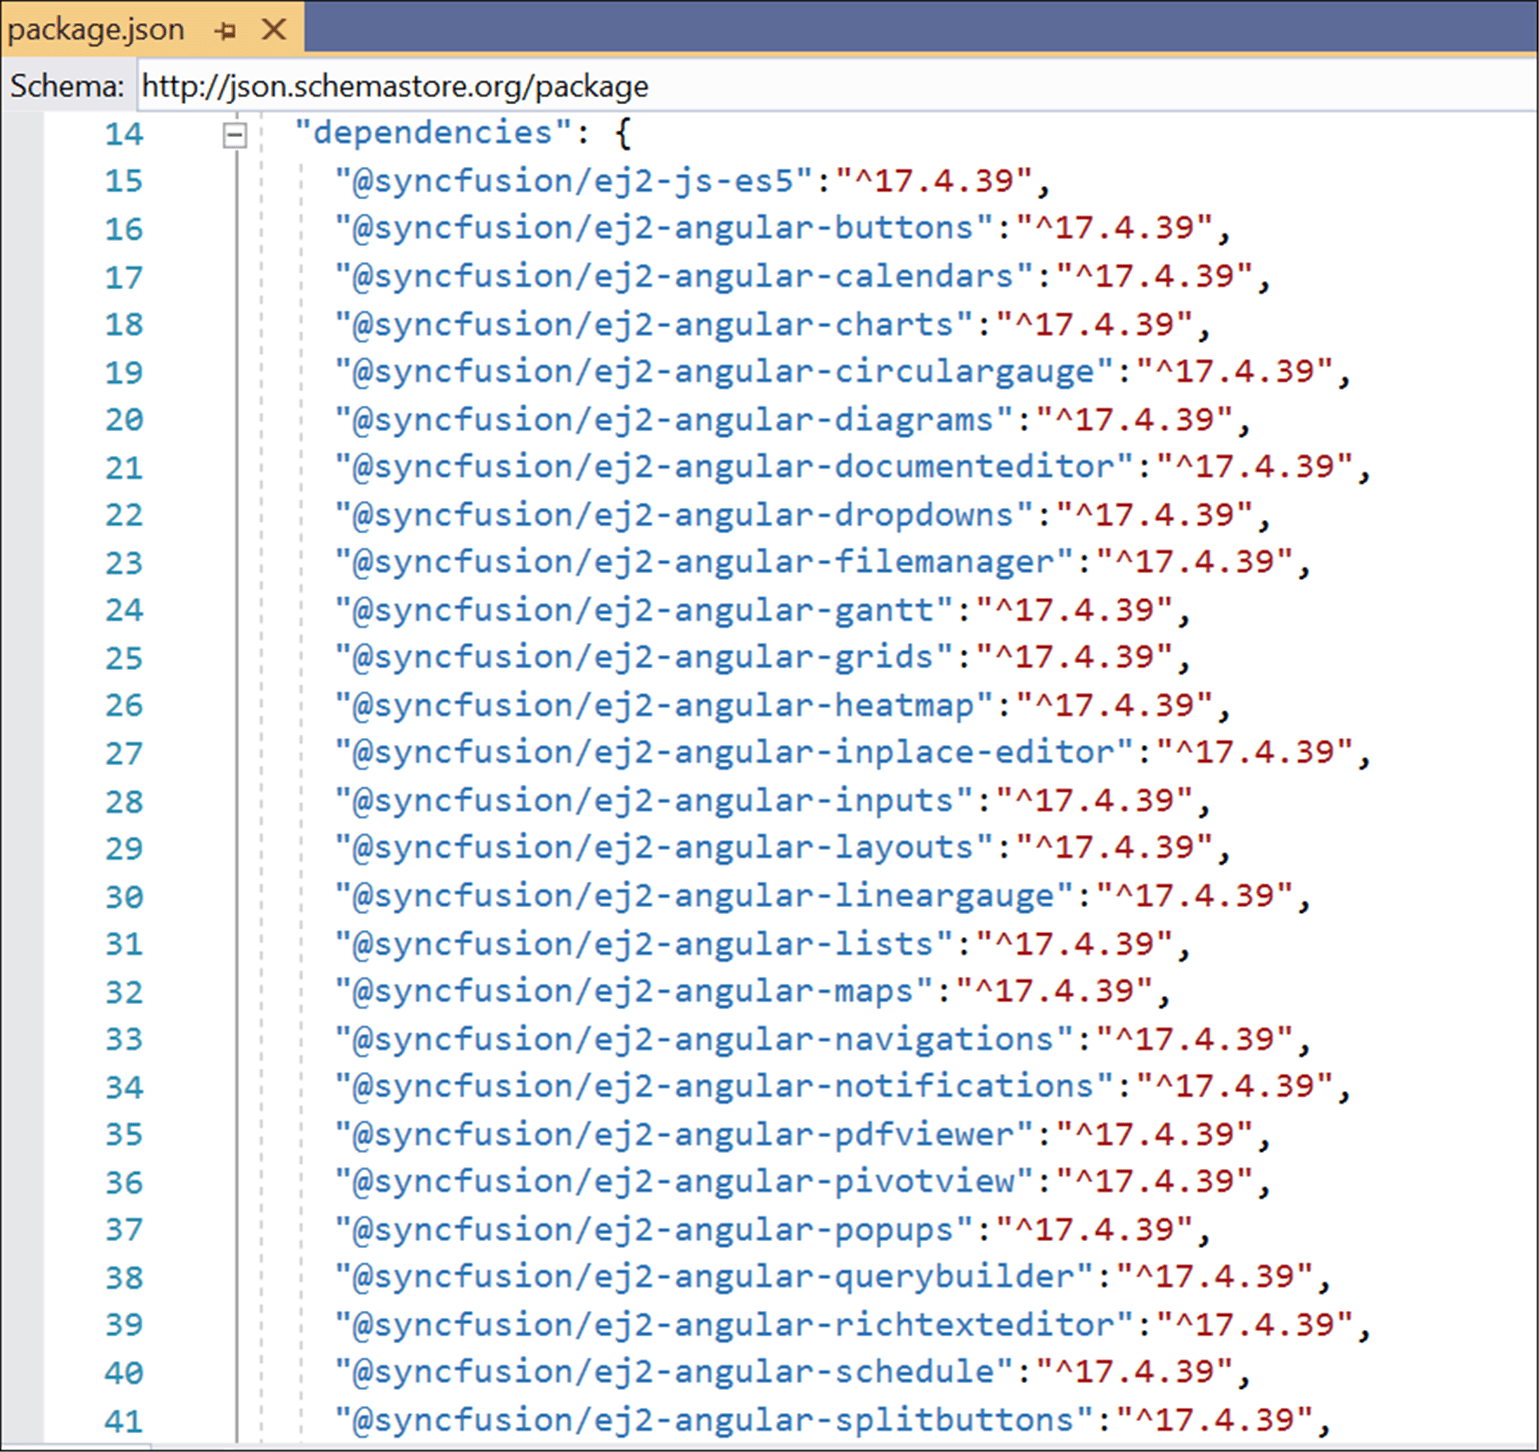 package.json
Schema: http://json.schemastore.org/package
14 "dependencies": {
15 "@syncfusion/ej2-js-es5":"^17.4.39",
16 "@syncfusion/ej2-angular-buttons":"^17.4.39",
17 "@syncfusion/ej2-angular-calendars":"^17.4.39",
18 "@syncfusion/ej2-angular-charts":"^17.4.39",
19 "@syncfusion/ej2-angular-circulargauge":"^17.4.39",
20 "@syncfusion/ej2-angular-diagrams":"^17.4.39",
21 "@syncfusion/ej2-angular-documenteditor":"^17.4.39",
22 "@syncfusion/ej2-angular-dropdowns":"^17.4.39",
23 "@syncfusion/ej2-angular-filemanager":"^17.4.39",
24 "@syncfusion/ej2-angular-gantt":"^17.4.39",
25 "@syncfusion/ej2-angular-grids":"^17.4.39",
26 "@syncfusion/ej2-angular-heatmap":"^17.4.39",
27 "@syncfusion/ej2-angular-inplace-editor":"^17.4.39",
28 "@syncfusion/ej2-angular-inputs":"^17.4.39",
29 "@syncfusion/ej2-angular-layouts":"^17.4.39",
30 "@syncfusion/ej2-angular-lineargauge":"^17.4.39",
31 "@syncfusion/ej2-angular-lists":"^17.4.39",
32 "@syncfusion/ej2-angular-maps":"^17.4.39",
33 "@syncfusion/ej2-angular-navigations":"^17.4.39",
34 "@syncfusion/ej2-angular-notifications":"^17.4.39",
35 "@syncfusion/ej2-angular-pdfviewer":"^17.4.39",
36 "@syncfusion/ej2-angular-pivotview":"^17.4.39",
37 "@syncfusion/ej2-angular-popups":"^17.4.39",
38 "@syncfusion/ej2-angular-querybuilder":"^17.4.39",
39 "@syncfusion/ej2-angular-richtexteditor":"^17.4.39",
40 "@syncfusion/ej2-angular-schedule":"^17.4.39",
41 "@syncfusion/ej2-angular-splitbuttons":"^17.4.39",